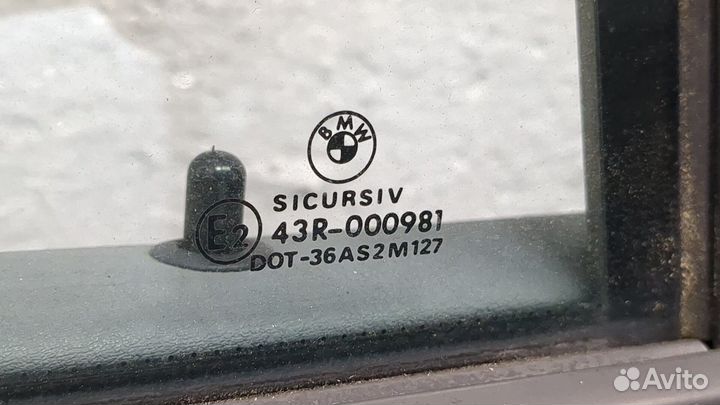 BMW
SICURSIV
E2 43R-000981
DOT-36AS2M127
Avito